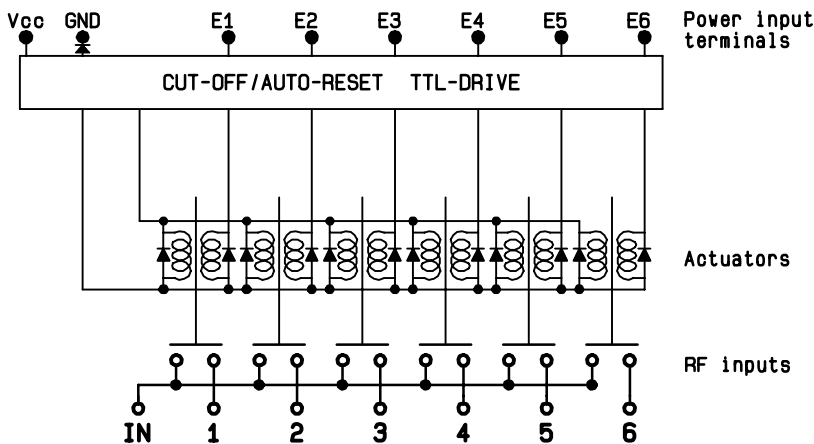 Vcc GND E1 E2 E3 E4 E5 E6 Power input
terminals
CUT-OFF/AUTO-RESET TTL-DRIVE
Actuators
RF inputs
IN 1 2 3 4 5 6